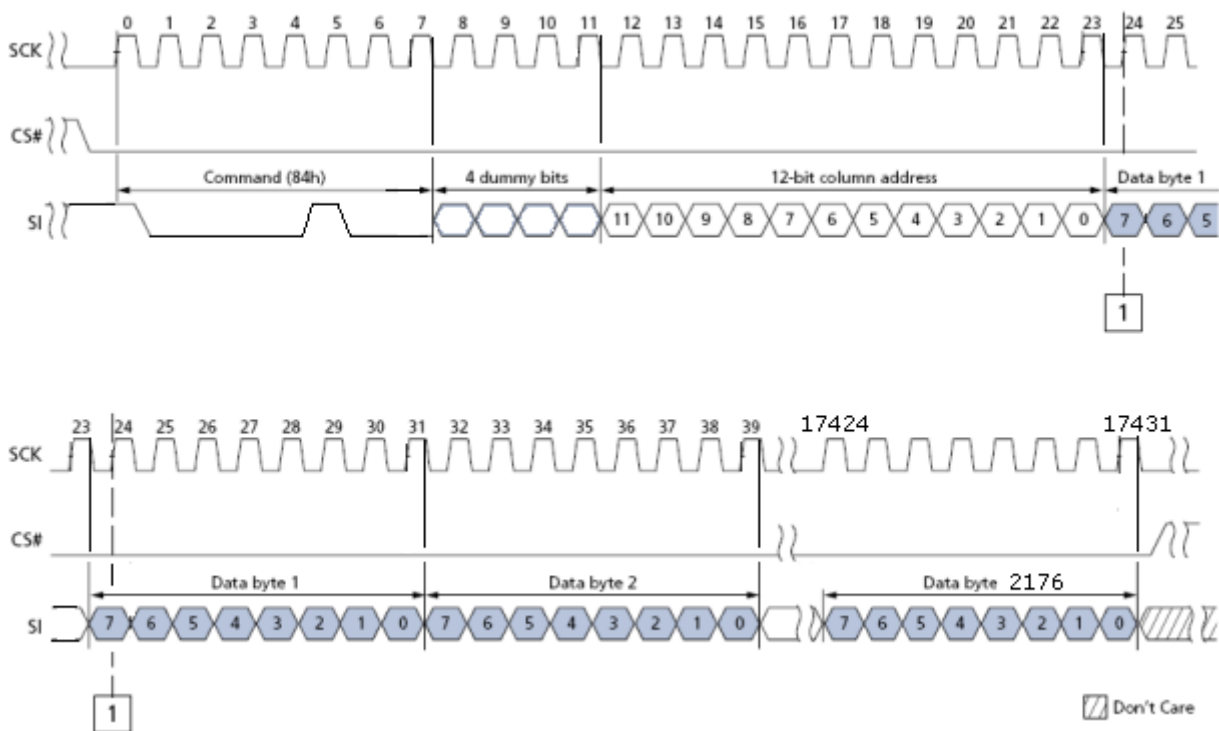 0 1 2 3 4 5 6 7 8 9 10 11 12 13 14 15 16 17 18 19 20 21 22 23 24 25
SCK
CS#
Command (84h) 4 dummy bits 12-bit column address Data byte 1
SI 11 10 9 8 7 6 5 4 3 2 1 0 7 6 5
1
23 24 25 26 27 28 29 30 31 32 33 34 35 36 37 38 39 17424 17431
SCK
CS#
Data byte 1 Data byte 2 Data byte 2176
SI 7 6 5 4 3 2 1 0 7 6 5 4 3 2 1 0 7 6 5 4 3 2 1 0
1
Don't Care